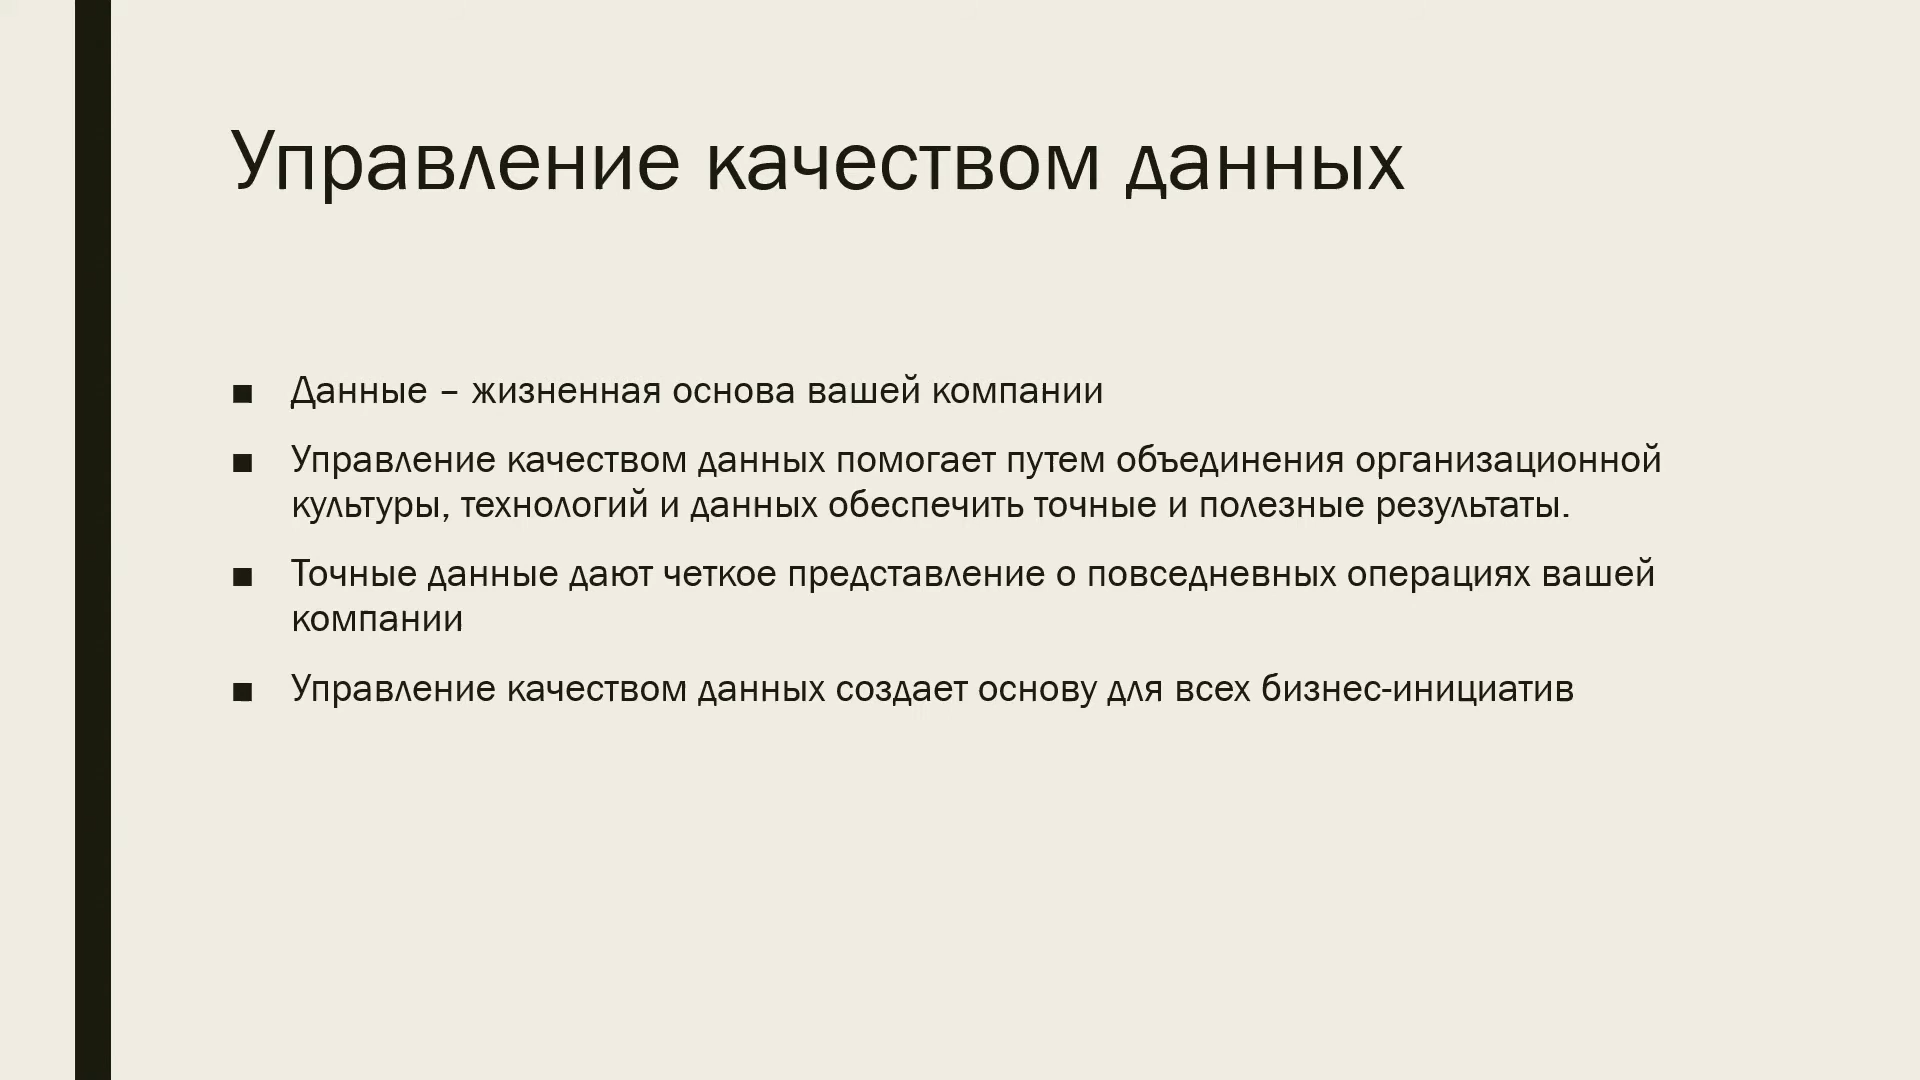 Управление качеством данных
■ Данные – жизненная основа вашей компании
■ Управление качеством данных помогает путем объединения организационной
культуры, технологий и данных обеспечить точные и полезные результаты.
■ Точные данные дают четкое представление о повседневных операциях вашей
компании
■ Управление качеством данных создает основу для всех бизнес-инициатив